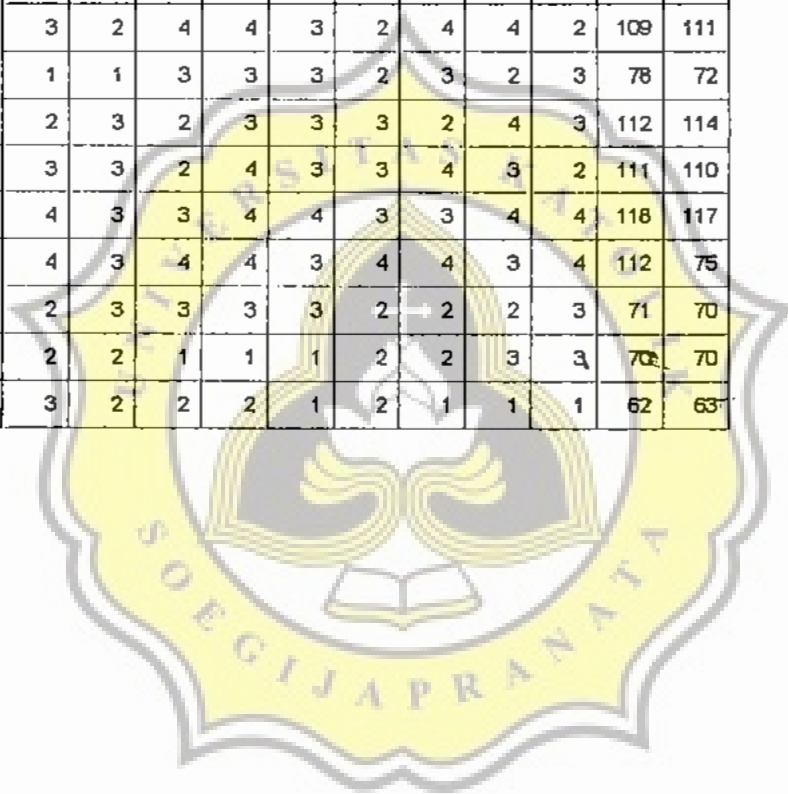 3 2 4 4 3 2 4 4 2 109 111
1 1 3 3 3 2 3 2 3 78 72
2 3 2 3 3 3 2 4 3 112 114
3 3 2 4 3 3 4 3 2 111 110
4 3 3 4 4 3 3 4 4 118 117
4 3 4 4 3 4 4 3 4 112 75
2 3 3 3 3 2 2 2 3 71 70
2 2 1 1 1 2 2 3 3 70 70
3 2 2 2 1 2 1 1 1 62 63
UNIVERSITAS KATOLIK
SOEGIJAPRANATA